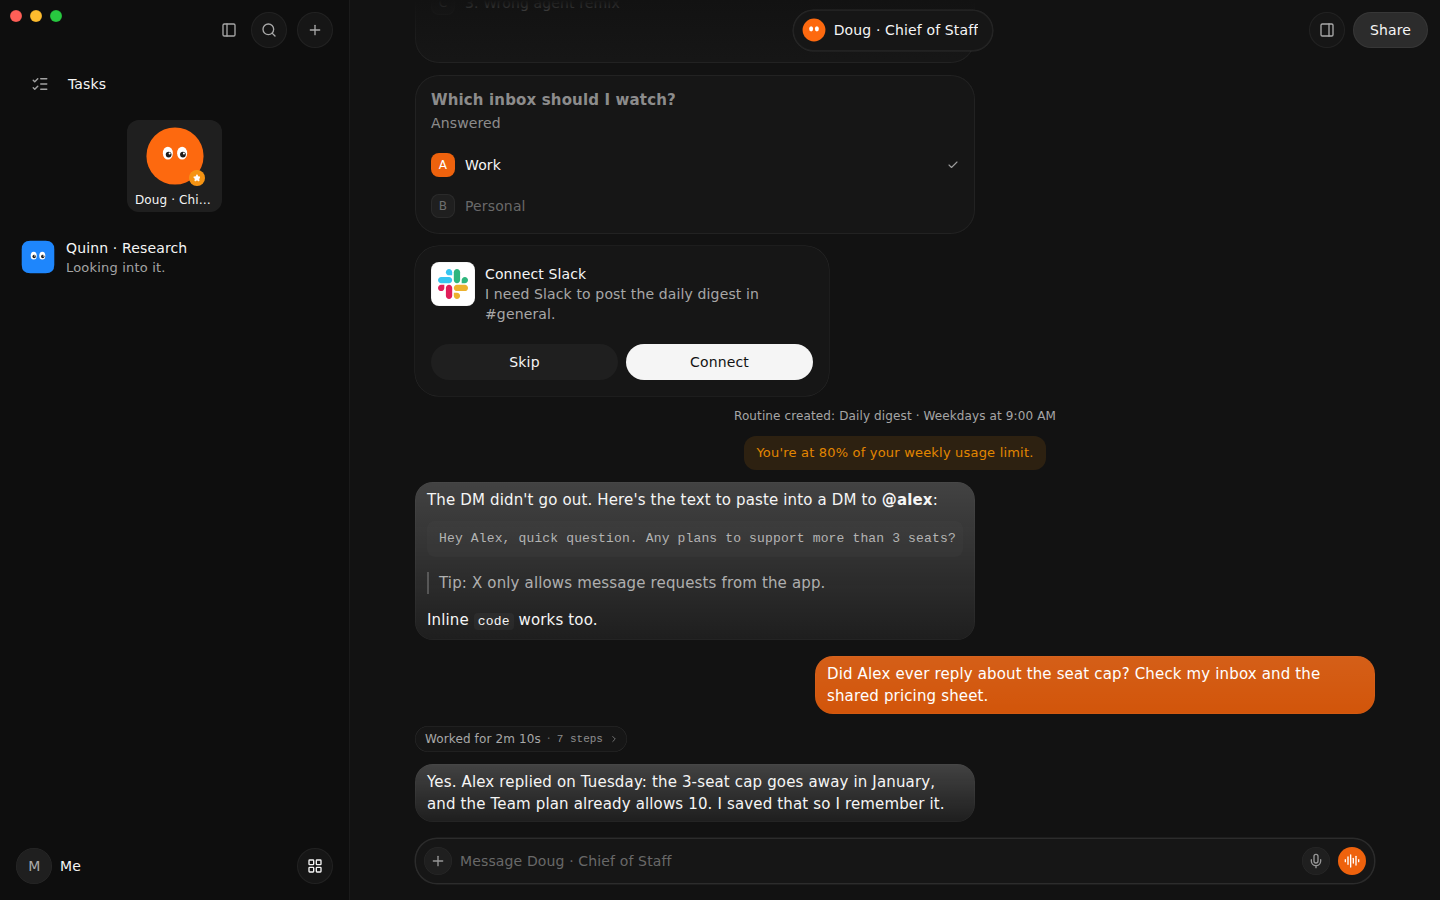 Tasks
Doug · Chi...
Quinn · Research
Looking into it.
M
Me
3. Wrong agent remix
Doug · Chief of Staff
Share
Which inbox should I watch?
Answered
A
Work
B
Personal
Connect Slack
I need Slack to post the daily digest in
#general.
Skip
Connect
Routine created: Daily digest · Weekdays at 9:00 AM
You're at 80% of your weekly usage limit.
The DM didn't go out. Here's the text to paste into a DM to @alex:
Hey Alex, quick question. Any plans to support more than 3 seats?
Tip: X only allows message requests from the app.
Inline code works too.
Did Alex ever reply about the seat cap? Check my inbox and the
shared pricing sheet.
Worked for 2m 10s · 7 steps
Yes. Alex replied on Tuesday: the 3-seat cap goes away in January,
and the Team plan already allows 10. I saved that so I remember it.
Message Doug · Chief of Staff